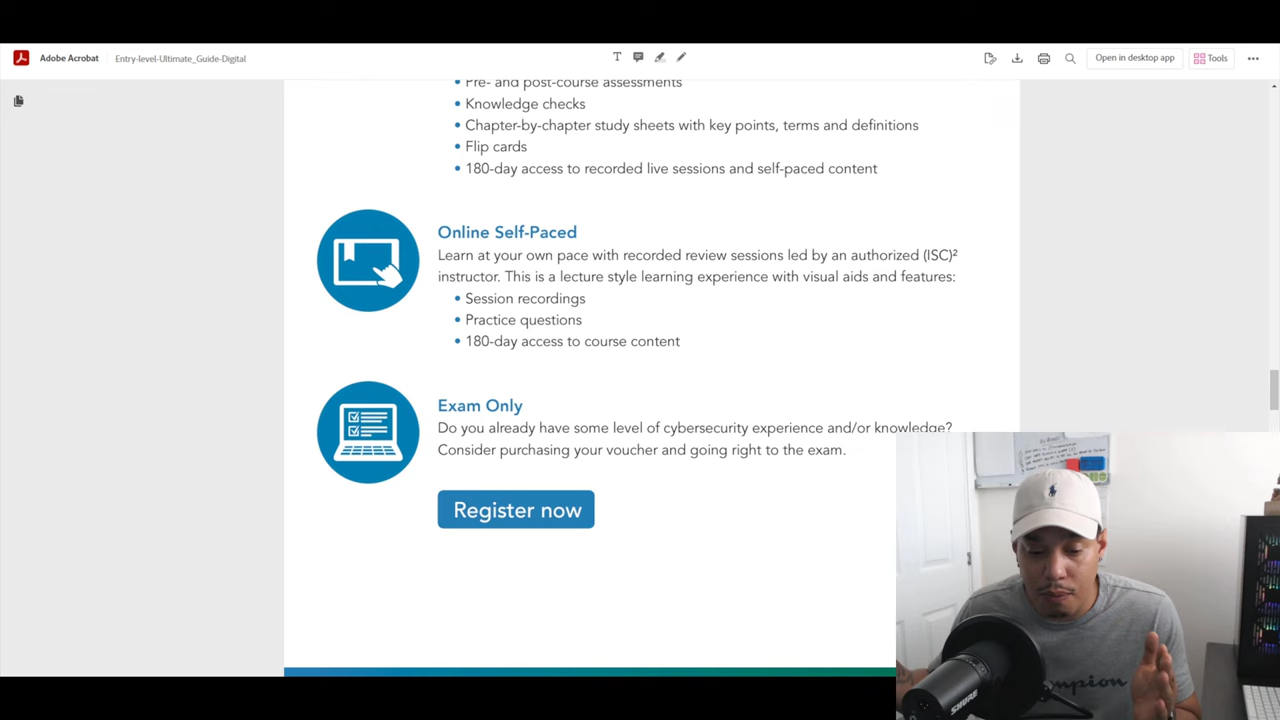 Adobe Acrobat
Entry-level-Ultimate_Guide-Digital
Open in desktop app
Tools
• Pre- and post-course assessments
• Knowledge checks
• Chapter-by-chapter study sheets with key points, terms and definitions
• Flip cards
• 180-day access to recorded live sessions and self-paced content
Online Self-Paced
Learn at your own pace with recorded review sessions led by an authorized (ISC)²
instructor. This is a lecture style learning experience with visual aids and features:
• Session recordings
• Practice questions
• 180-day access to course content
Exam Only
Do you already have some level of cybersecurity experience and/or knowledge?
Consider purchasing your voucher and going right to the exam.
Register now
SHURE